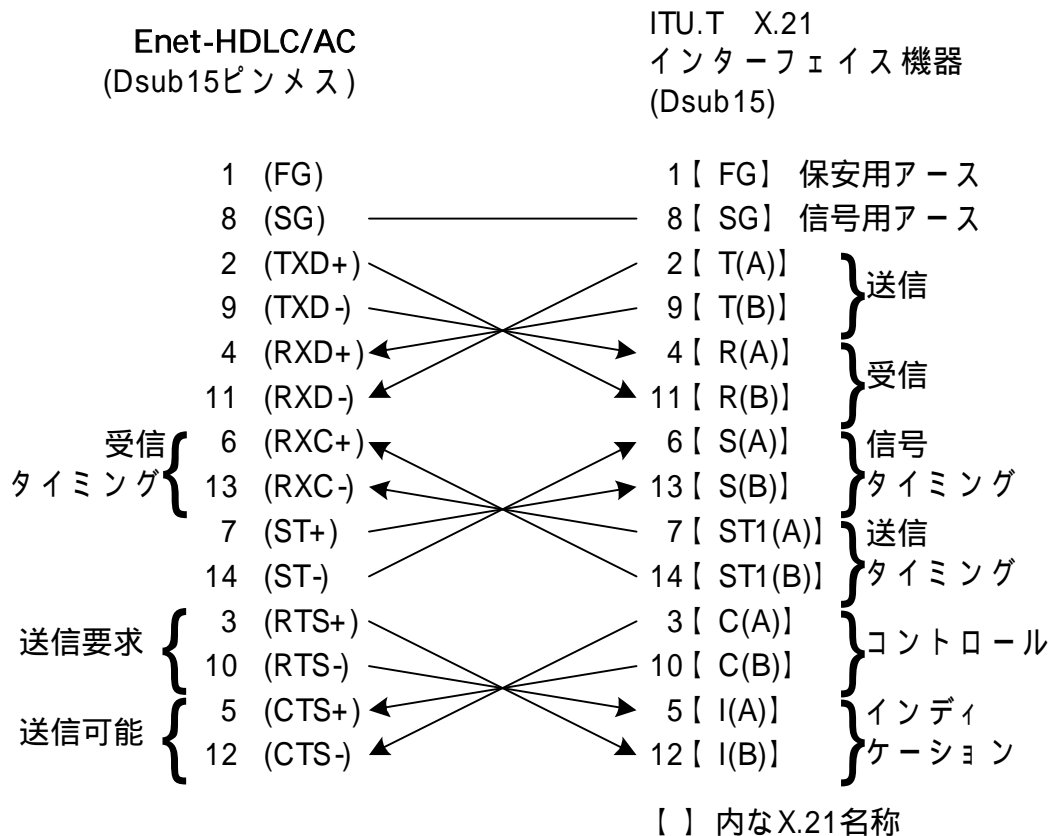 Enet-HDLC/AC
(Dsub15ピンメス)
ITU.T X.21
インターフェイス機器
(Dsub15)
1 (FG) 1【 FG】 保安用アース
8 (SG) 8【 SG】 信号用アース
2 (TXD+) 2【 T(A)】
送信
9 (TXD-) 9【 T(B)】
4 (RXD+) 4【 R(A)】
受信
11 (RXD-) 11【 R(B)】
受信 6 (RXC+) 6【 S(A)】 信号
タイミング 13 (RXC-) 13【 S(B)】 タイミング
7 (ST+) 7【 ST1(A)】 送信
14 (ST-) 14【 ST1(B)】 タイミング
3 (RTS+) 3【 C(A)】
送信要求 コントロール
10 (RTS-) 10【 C(B)】
5 (CTS+) 5【 I(A)】 インディ
送信可能
12 (CTS-) 12【 I(B)】 ケーション
【 】内なX.21名称